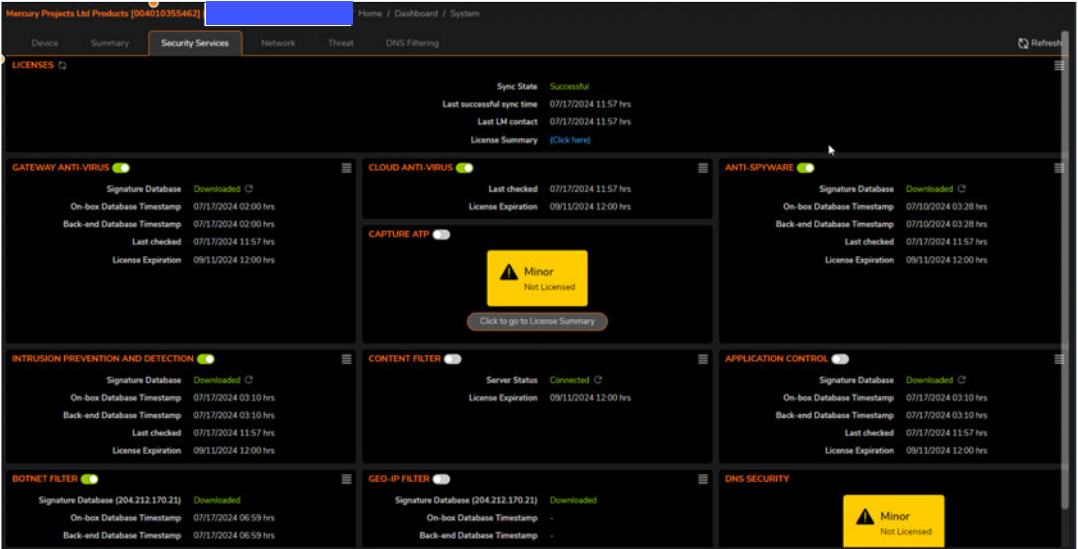 Mercury Projects Ltd Products [004010355462] [ / Home / Dashboard / System
Device Summary Security Services Network Threat DNS Filtering Refresh
LICENSES
Sync State Successful
Last successful sync time 07/17/2024 11:57 hrs
Last LM contact 07/17/2024 11:57 hrs
License Summary (Click here)
GATEWAY ANTI-VIRUS
Signature Database Downloaded
On-box Database Timestamp 07/17/2024 02:00 hrs
Back-end Database Timestamp 07/17/2024 02:00 hrs
Last checked 07/17/2024 11:57 hrs
License Expiration 09/11/2024 12:00 hrs
CLOUD ANTI-VIRUS
Last checked 07/17/2024 11:57 hrs
License Expiration 09/11/2024 12:00 hrs
CAPTURE ATP
Minor
Not Licensed
Click to go to License Summary
ANTI-SPYWARE
Signature Database Downloaded
On-box Database Timestamp 07/10/2024 03:28 hrs
Back-end Database Timestamp 07/10/2024 03:28 hrs
Last checked 07/17/2024 11:57 hrs
License Expiration 09/11/2024 12:00 hrs
INTRUSION PREVENTION AND DETECTION
Signature Database Downloaded
On-box Database Timestamp 07/17/2024 03:10 hrs
Back-end Database Timestamp 07/17/2024 03:10 hrs
Last checked 07/17/2024 11:57 hrs
License Expiration 09/11/2024 12:00 hrs
CONTENT FILTER
Server Status Connected
License Expiration 09/11/2024 12:00 hrs
APPLICATION CONTROL
Signature Database Downloaded
On-box Database Timestamp 07/17/2024 03:10 hrs
Back-end Database Timestamp 07/17/2024 03:10 hrs
Last checked 07/17/2024 11:57 hrs
License Expiration 09/11/2024 12:00 hrs
BOTNET FILTER
Signature Database (204.212.170.21) Downloaded
On-box Database Timestamp 07/17/2024 06:59 hrs
Back-end Database Timestamp 07/17/2024 06:59 hrs
GEO-IP FILTER
Signature Database (204.212.170.21) Downloaded
On-box Database Timestamp -
Back-end Database Timestamp -
DNS SECURITY
Minor
Not Licensed